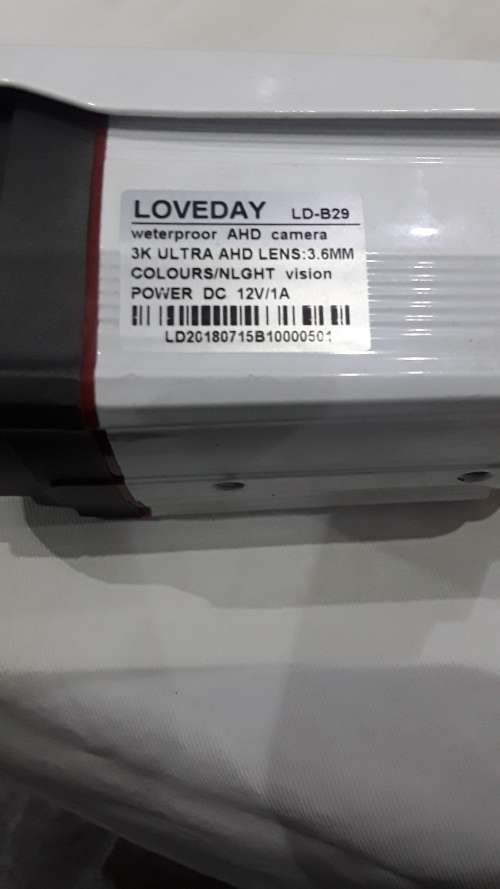 LOVEDAY LD-B29
weterproor AHD camera
3K ULTRA AHD LENS:3.6MM
COLOURS/NLGHT vision
POWER DC 12V/1A
LD20180715B10000501